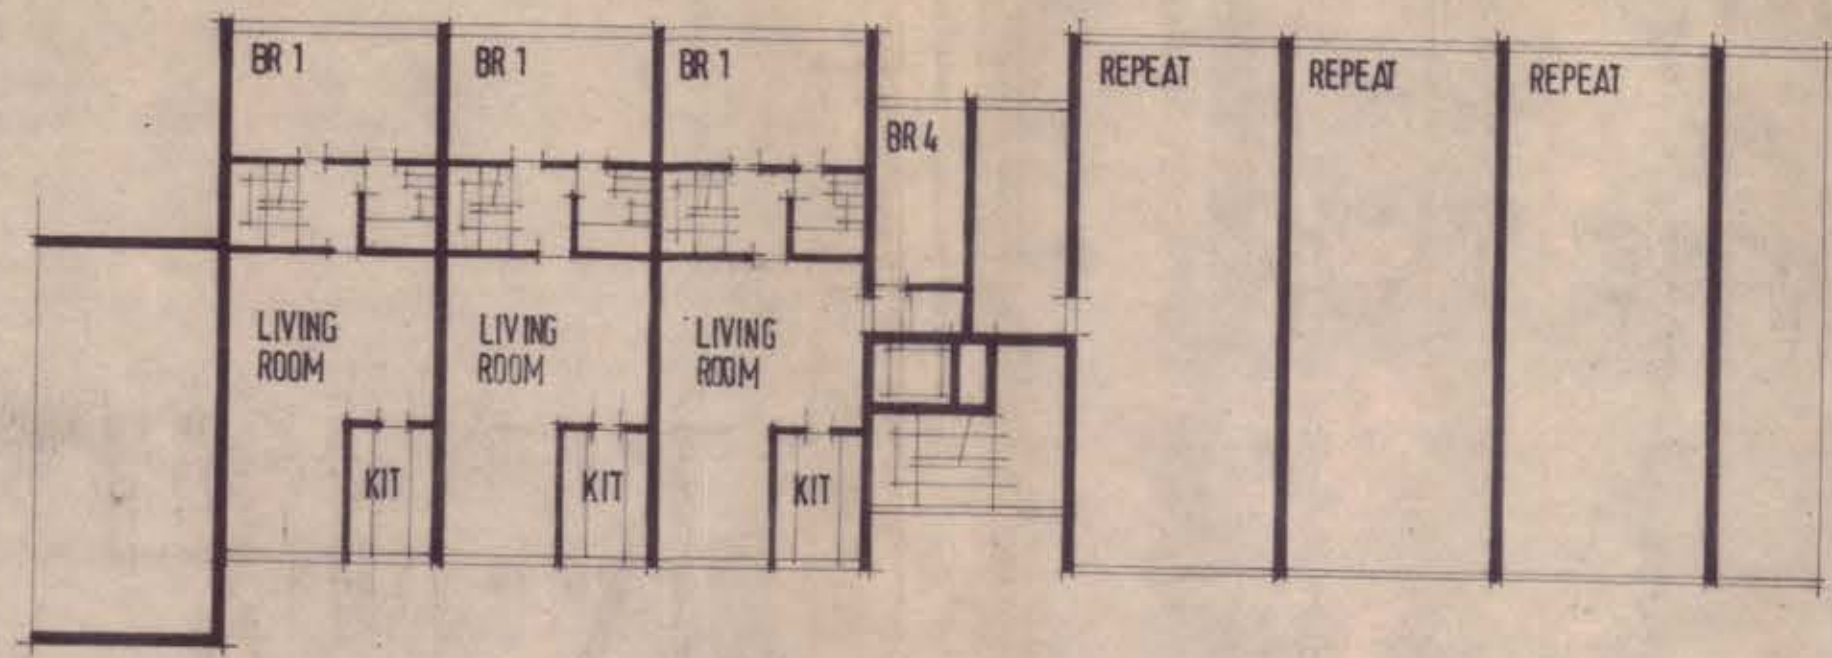 BR 1
BR 1
BR 1
BR 4
REPEAT
REPEAT
REPEAT
LIVING
ROOM
LIVING
ROOM
LIVING
ROOM
KIT
KIT
KIT